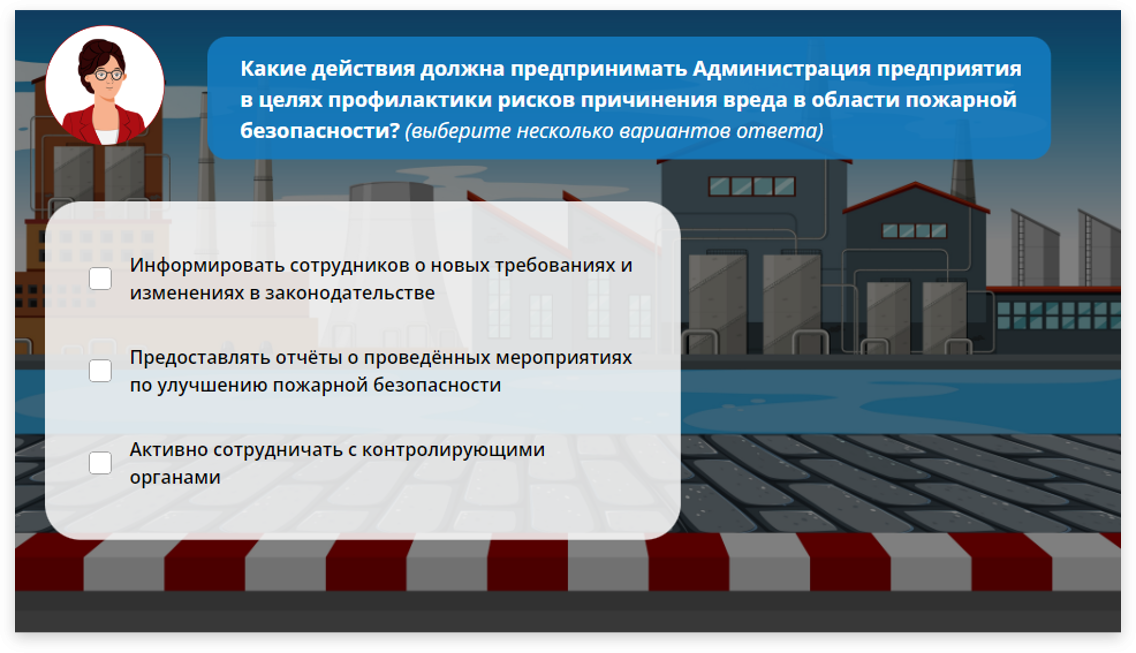 Какие действия должна предпринимать Администрация предприятия
в целях профилактики рисков причинения вреда в области пожарной
безопасности? (выберите несколько вариантов ответа)
Информировать сотрудников о новых требованиях и
изменениях в законодательстве
Предоставлять отчёты о проведённых мероприятиях
по улучшению пожарной безопасности
Активно сотрудничать с контролирующими
органами